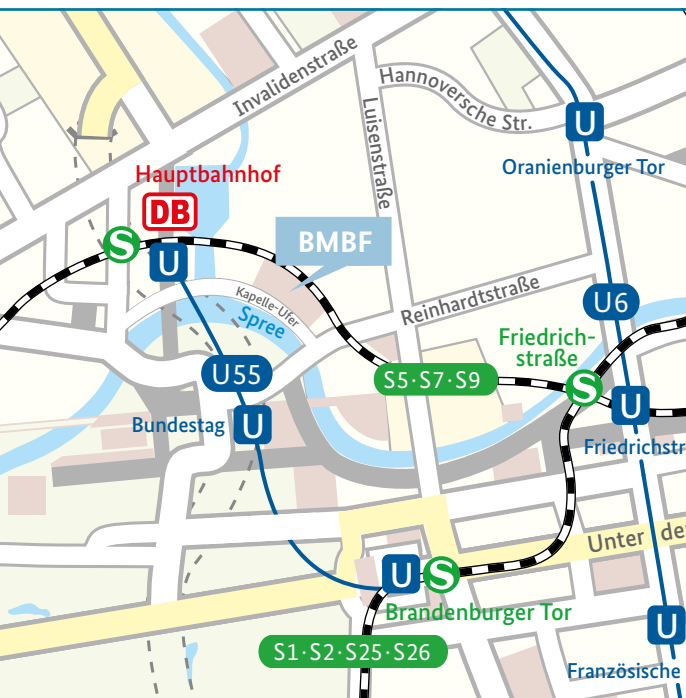 Invalidenstraße
Hannoversche Str.
Luisenstraße
U
Oranienburger Tor
Hauptbahnhof
DB
S
U
BMBF
Kapelle-Ufer
Spree
Reinhardtstraße
U6
Friedrich-
straße
U55
S5·S7·S9
S
U
Bundestag
U
Friedrichstr
Unter de
U
S
Brandenburger Tor
U
S1·S2·S25·S26
Französische